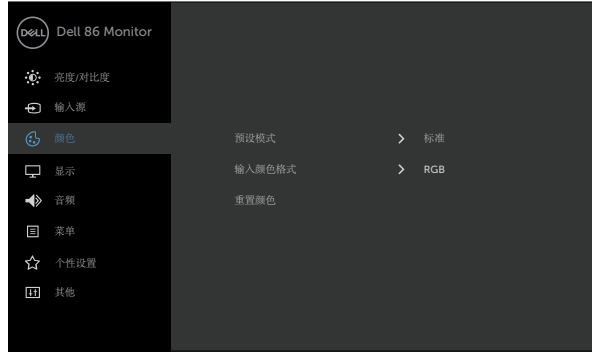 DELL Dell 86 Monitor
亮度/对比度
输入源
颜色
预设模式 标准
显示
输入颜色格式 RGB
音频
重置颜色
菜单
个性设置
其他